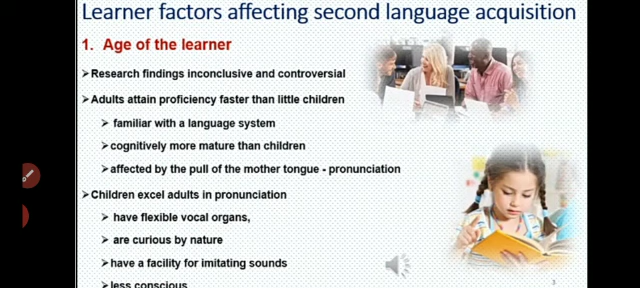 Learner factors affecting second language acquisition
1. Age of the learner
➤Research findings inconclusive and controversial
➤Adults attain proficiency faster than little children
➤ familiar with a language system
➤ cognitively more mature than children
➤ affected by the pull of the mother tongue - pronunciation
➤Children excel adults in pronunciation
➤ have flexible vocal organs,
➤ are curious by nature
➤ have a facility for imitating sounds
➤less conscious
3